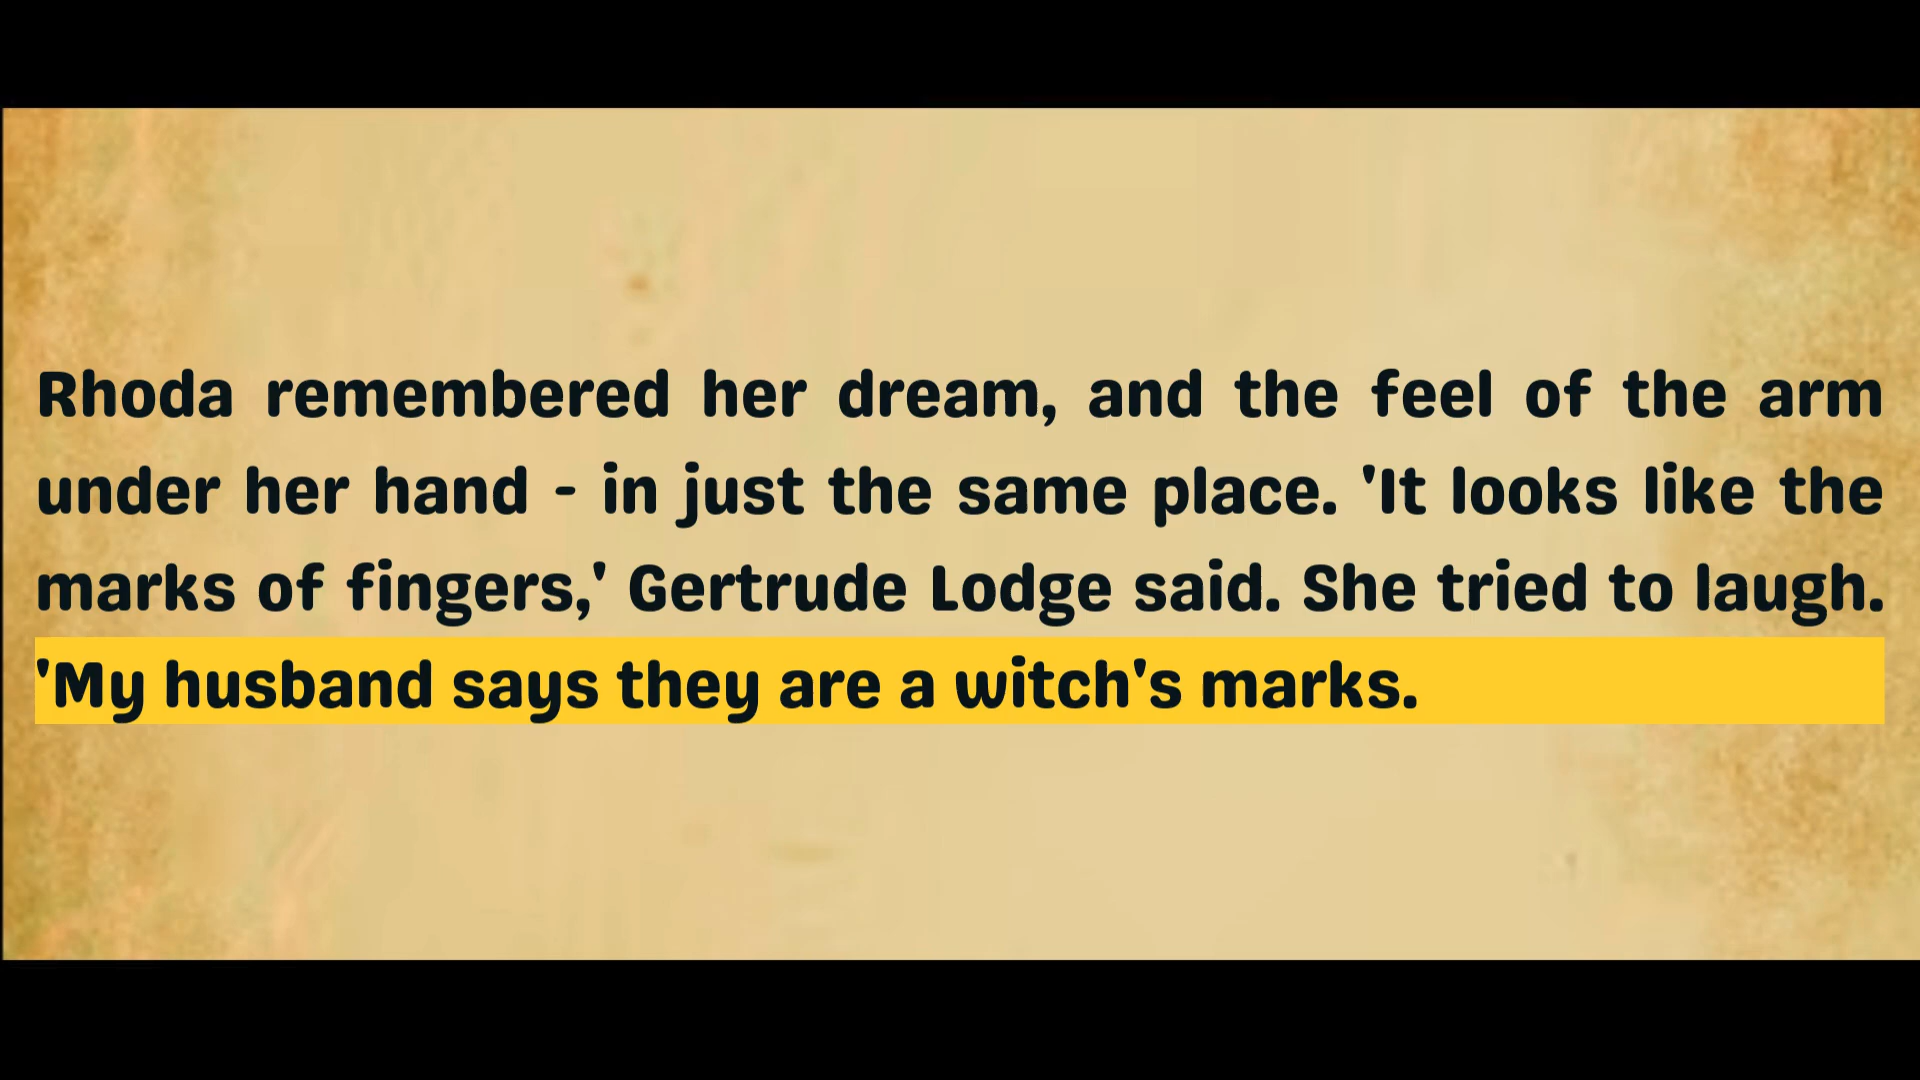 Rhoda remembered her dream, and the feel of the arm
under her hand - in just the same place. 'It looks like the
marks of fingers,' Gertrude Lodge said. She tried to laugh.
'My husband says they are a witch's marks.